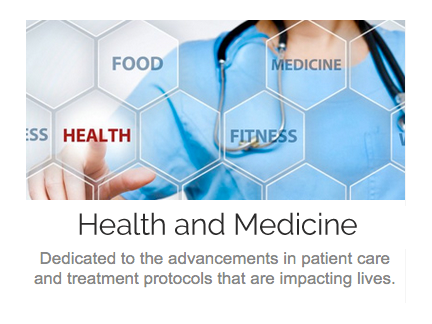 FOOD
MEDICINE
HEALTH
FITNESS
Health and Medicine
Dedicated to the advancements in patient care
and treatment protocols that are impacting lives.